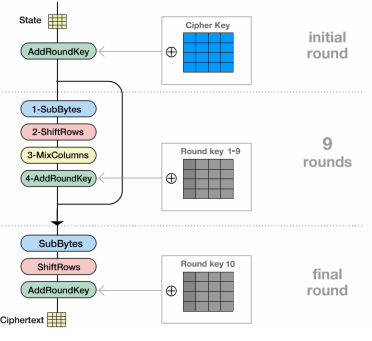 State
Cipher Key
AddRoundKey
initial
round
1-SubBytes
2-ShiftRows
3-MixColumns
4-AddRoundKey
Round key 1-9
9
rounds
SubBytes
ShiftRows
AddRoundKey
Round key 10
final
round
Ciphertext